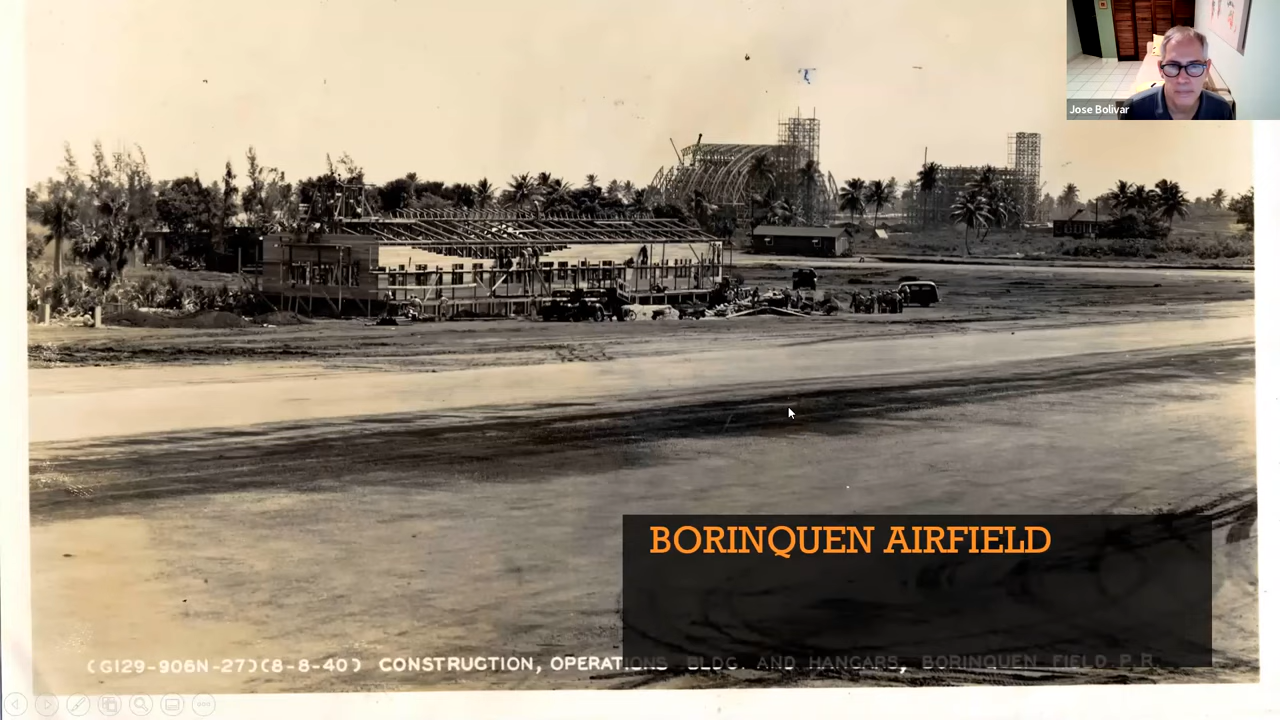 Jose Bolivar
BORINQUEN AIRFIELD
(G129-906N-27)(8-8-40) CONSTRUCTION, OPERATIONS BLDG. AND HANGARS, BORINQUEN FIELD P.R.